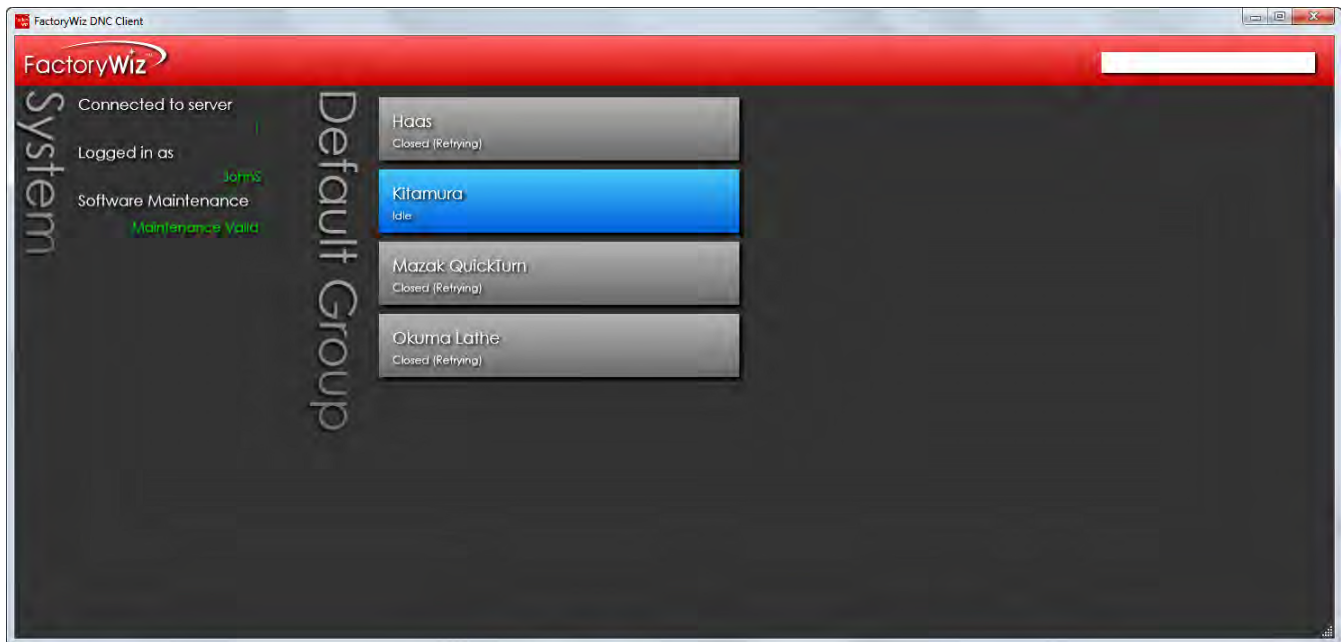 FactoryWiz DNC Client
FactoryWiz™
System
Connected to server
Logged in as
JohnS
Software Maintenance
Maintenance Valid
Default Group
Haas
Closed (Retrying)
Kitamura
Idle
Mazak QuickTurn
Closed (Retrying)
Okuma Lathe
Closed (Retrying)